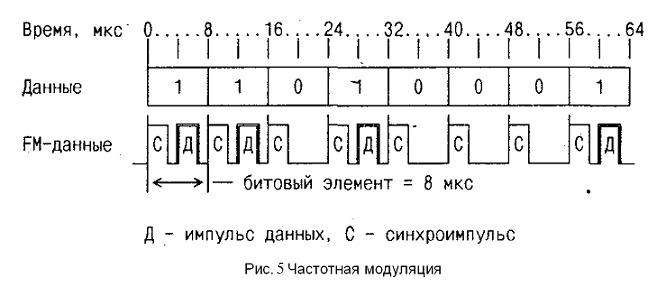 Время, мкс 0....8....16....24....32....40....48....56....64
Данные 1 1 0 1 0 0 0 1
FM-данные С Д С Д С С Д С С С С Д
битовый элемент = 8 мкс
Д - импульс данных, С - синхроимпульс
Рис. 5 Частотная модуляция